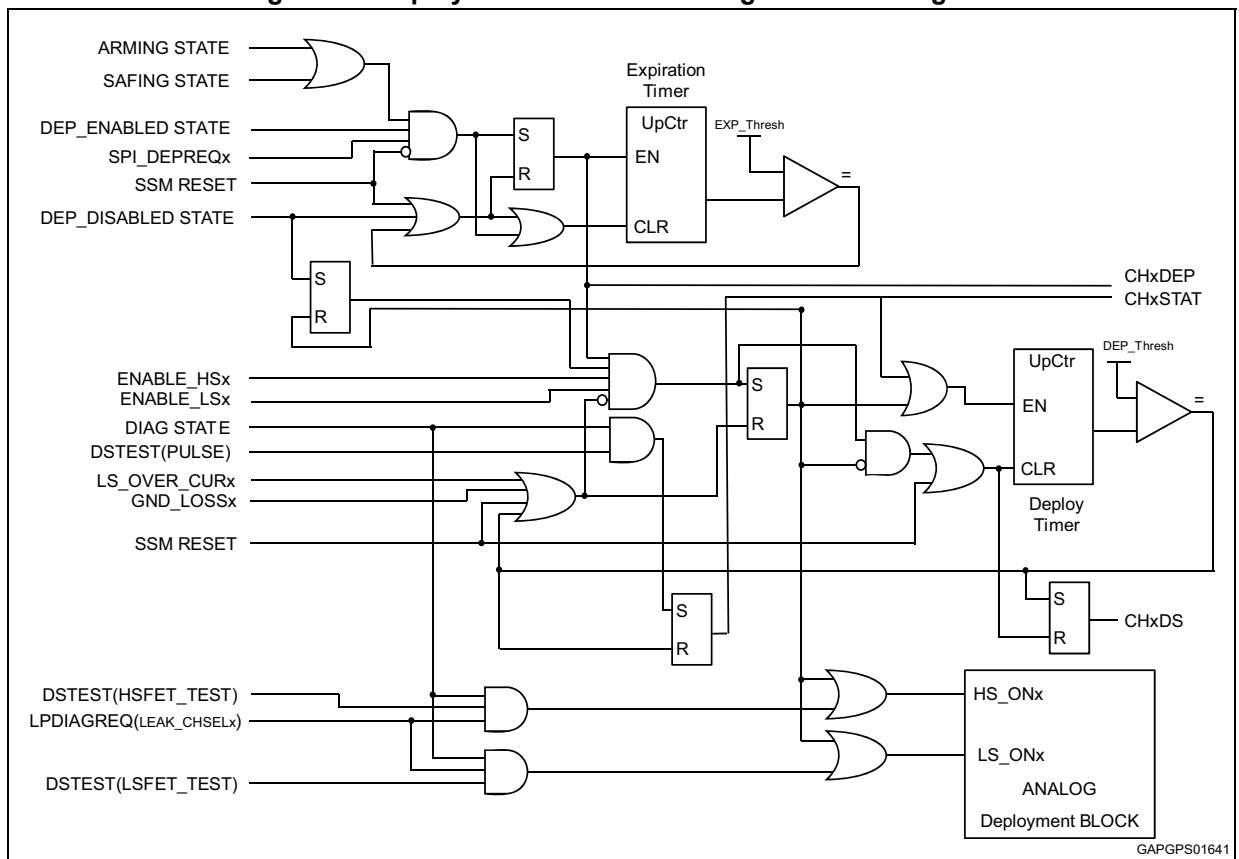 ARMING STATE
SAFING STATE
DEP_ENABLED STATE
SPI_DEPREQx
SSM RESET
DEP_DISABLED STATE
Expiration
Timer
UpCtr
EN
CLR
EXP_Thresh
=
S
R
S
R
CHxDEP
CHxSTAT
ENABLE_HSx
ENABLE_LSx
DIAG STATE
DSTEST(PULSE)
LS_OVER_CURx
GND_LOSSx
SSM RESET
S
R
DEP_Thresh
UpCtr
EN
CLR
=
Deploy
Timer
S
R
S
R
CHxDS
DSTEST(HSFET_TEST)
LPDIAGREQ(LEAK_CHSELx)
DSTEST(LSFET_TEST)
HS_ONx
LS_ONx
ANALOG
Deployment BLOCK
GAPGPS01641